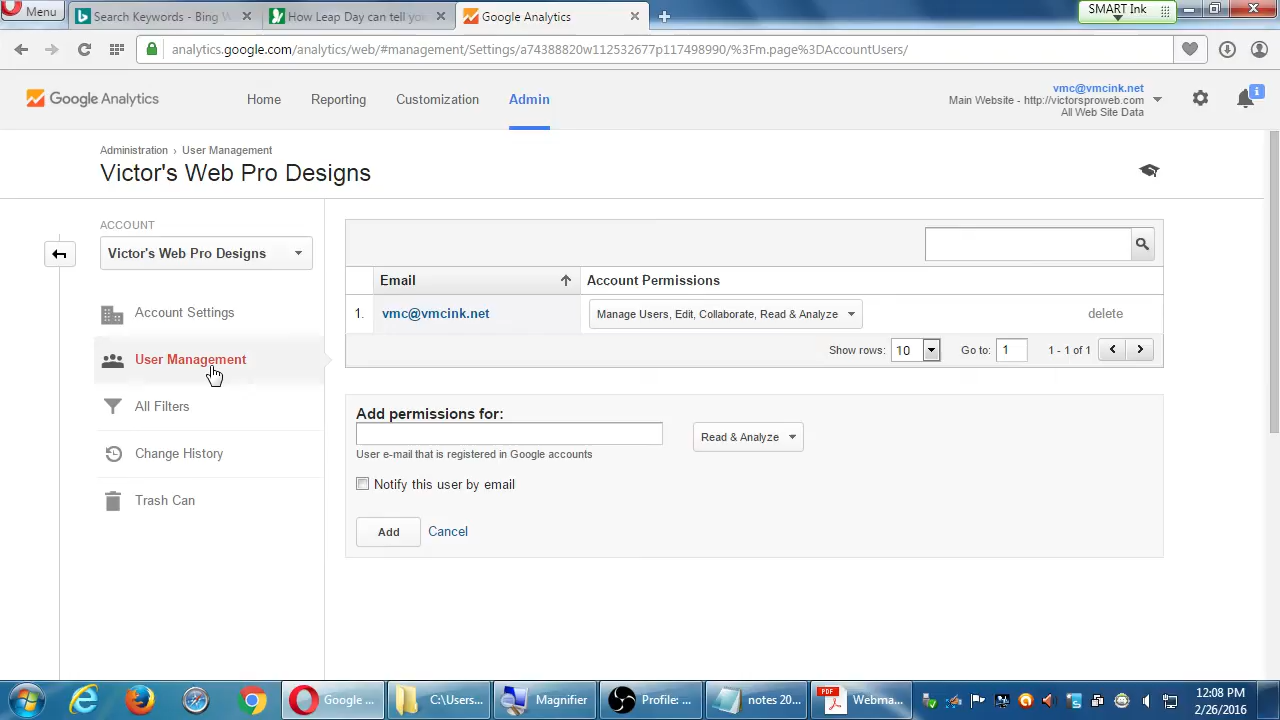 Menu
Search Keywords - Bing W
How Leap Day can tell yo
Google Analytics
SMART Ink
analytics.google.com/analytics/web/#management/Settings/a74388820w112532677p117498990/%3Fm.page%3DAccountUsers/
Google Analytics
Home
Reporting
Customization
Admin
vmc@vmcink.net
Main Website - http://victorsproweb.com
All Web Site Data
Administration › User Management
Victor's Web Pro Designs
ACCOUNT
Victor's Web Pro Designs
Account Settings
User Management
All Filters
Change History
Trash Can
Email
Account Permissions
1.
vmc@vmcink.net
Manage Users, Edit, Collaborate, Read & Analyze
delete
Show rows:
10
Go to:
1
1 - 1 of 1
Add permissions for:
Read & Analyze
User e-mail that is registered in Google accounts
Notify this user by email
Add
Cancel
Google ...
C:\Users...
Magnifier
Profile: ...
notes 20...
PDF
Webma...
12:08 PM
2/26/2016